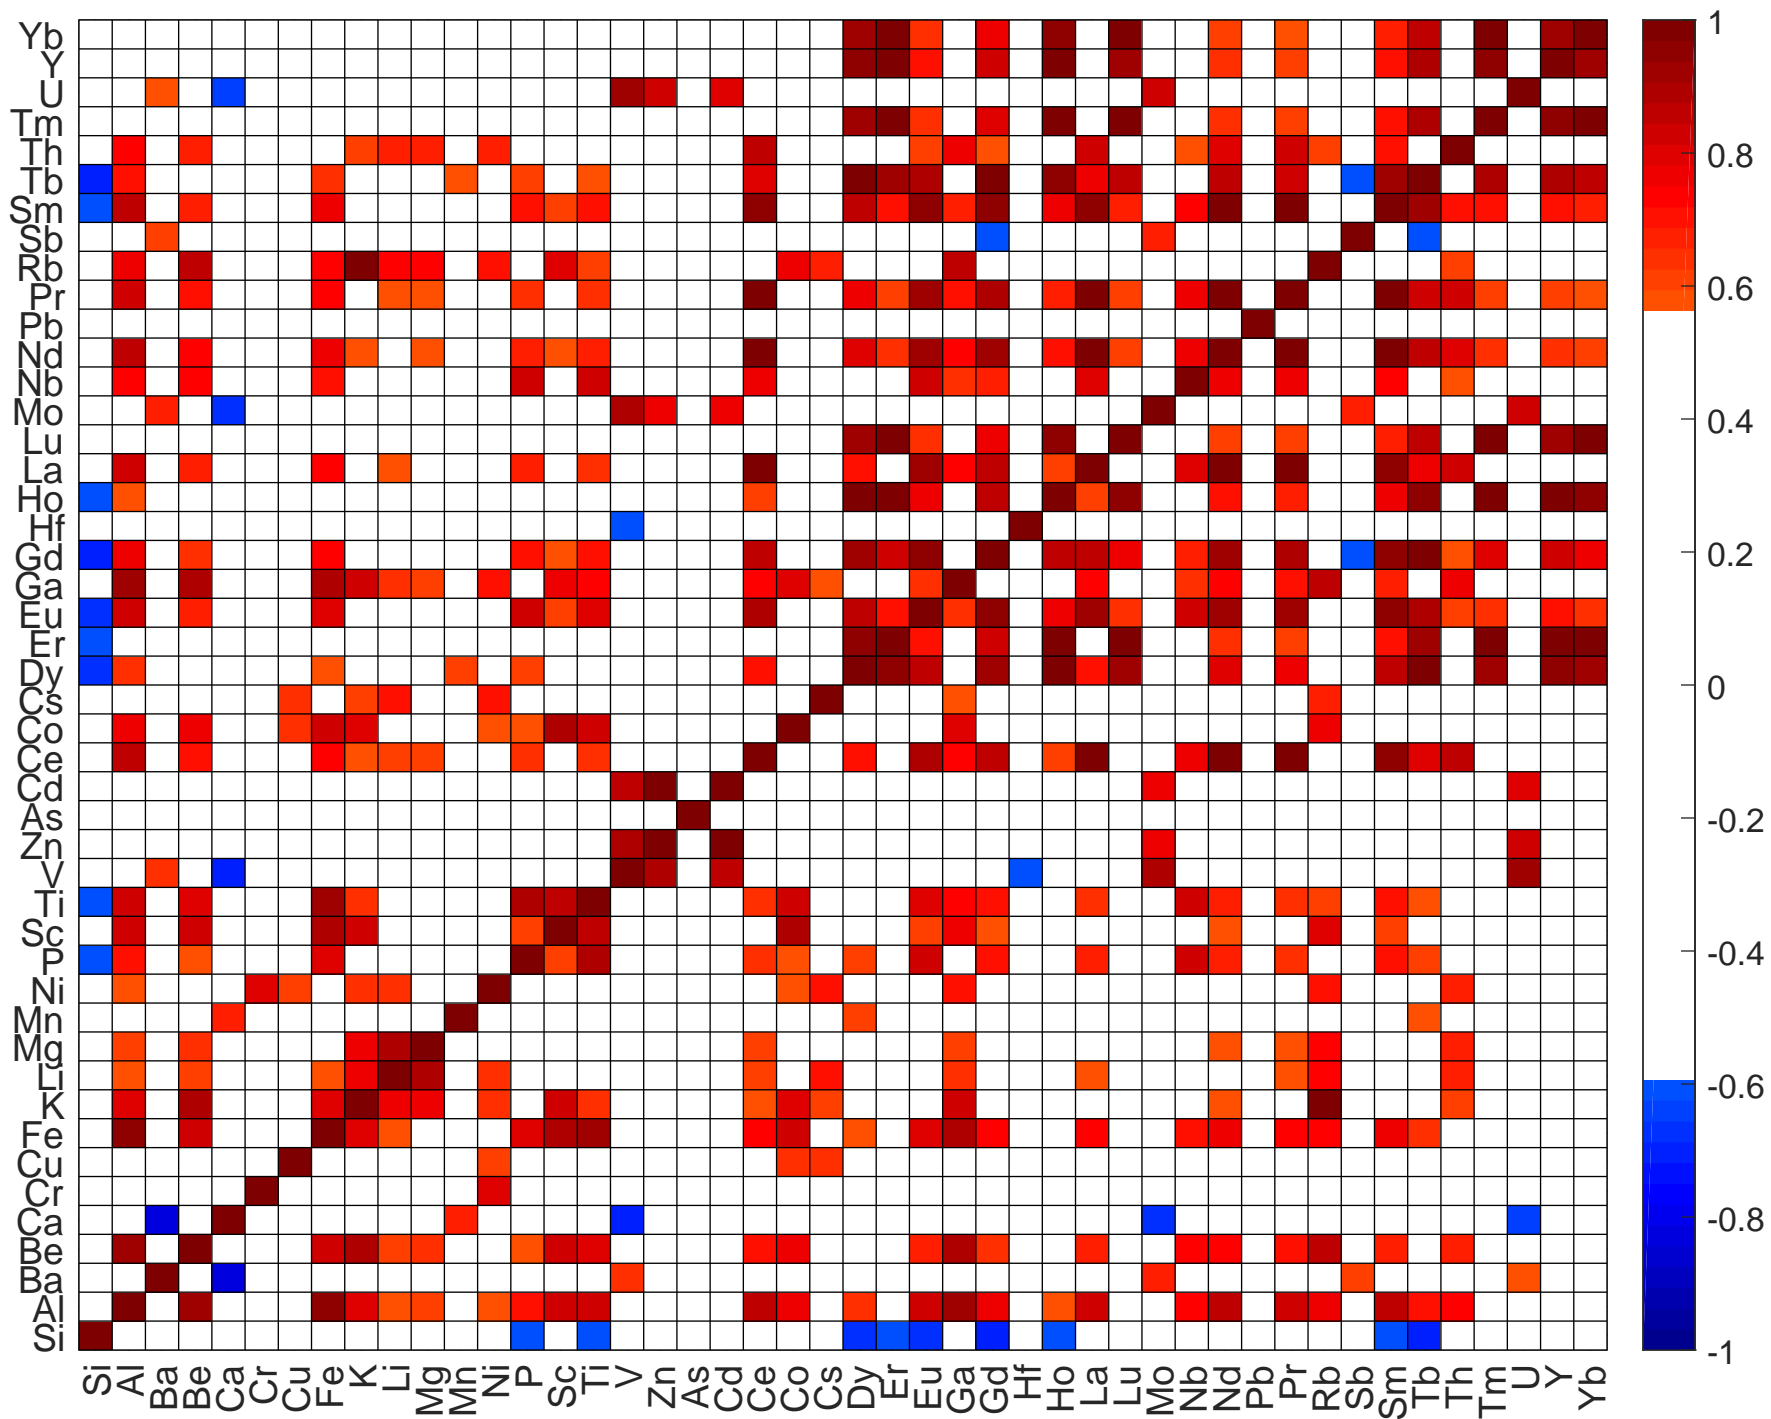 Yb
Y
U
Tm
Th
Tb
Sm
Sb
Rb
Pr
Pb
Nd
Nb
Mo
Lu
La
Ho
Hf
Gd
Ga
Eu
Er
Dy
Cs
Co
Ce
Cd
As
Zn
V
Ti
Sc
P
Ni
Mn
Mg
Li
K
Fe
Cu
Cr
Ca
Be
Ba
Al
Si
Si Al Ba Be Ca Cr Cu Fe K Li Mg Mn Ni P Sc Ti V Zn As Cd Ce Co Cs Dy Er Eu Ga Gd Hf Ho La Lu Mo Nb Nd Pb Pr Rb Sb Sm Tb Th Tm U Y Yb
1
0.8
0.6
0.4
0.2
0
-0.2
-0.4
-0.6
-0.8
-1